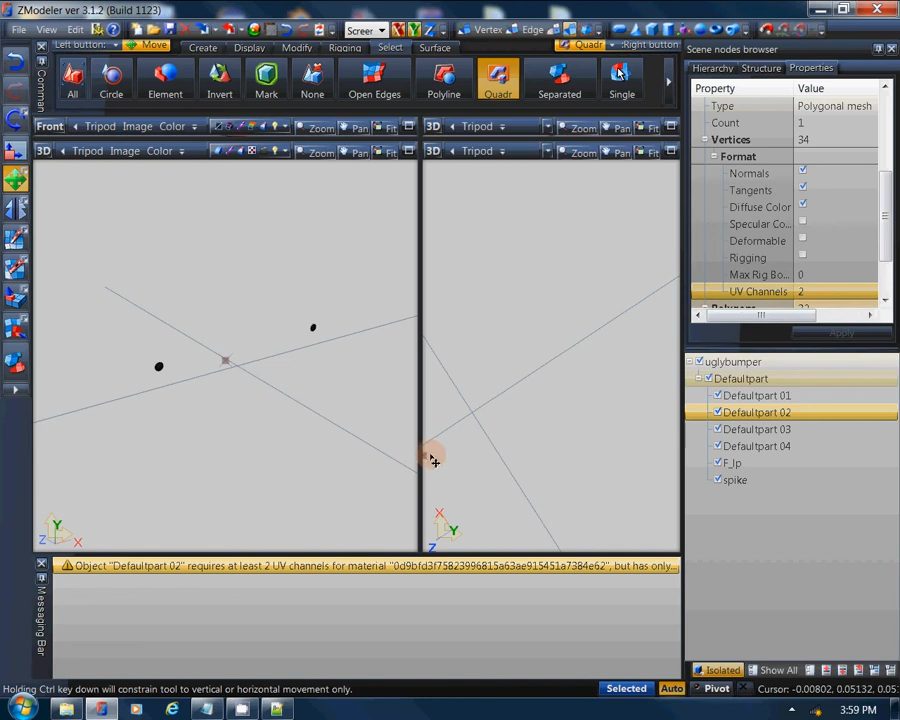 ZModeler ver 3.1.2 (Build 1123)
File View Edit Screer Vertex Edge
Left button: Move Create Display Modify Rigging Select Surface Quadr :Right button
All Circle Element Invert Mark None Open Edges Polyline Quadr Separated Single
Comman
Front Tripod Image Color Zoom Pan Fit 3D Tripod Zoom Pan Fit
3D Tripod Image Color Zoom Pan Fit 3D Tripod Zoom Pan Fit
Y
Z X
X
Y
Z
Scene nodes browser
Hierarchy Structure Properties
Property Value
Type Polygonal mesh
Count 1
Vertices 34
Format
Normals
Tangents
Diffuse Color
Specular Co...
Deformable
Rigging
Max Rig Bo... 0
UV Channels 2
Polygons 32
Apply
uglybumper
Defaultpart
Defaultpart 01
Defaultpart 02
Defaultpart 03
Defaultpart 04
F_lp
spike
Messaging Bar
Object "Defaultpart 02" requires at least 2 UV channels for material "0d9bfd3f75823996815a63ae915451a7384e62", but has only...
Isolated Show All
Holding Ctrl key down will constrain tool to vertical or horizontal movement only.
Selected Auto Pivot Cursor: -0.00802, 0.05132, 0.05
3:59 PM